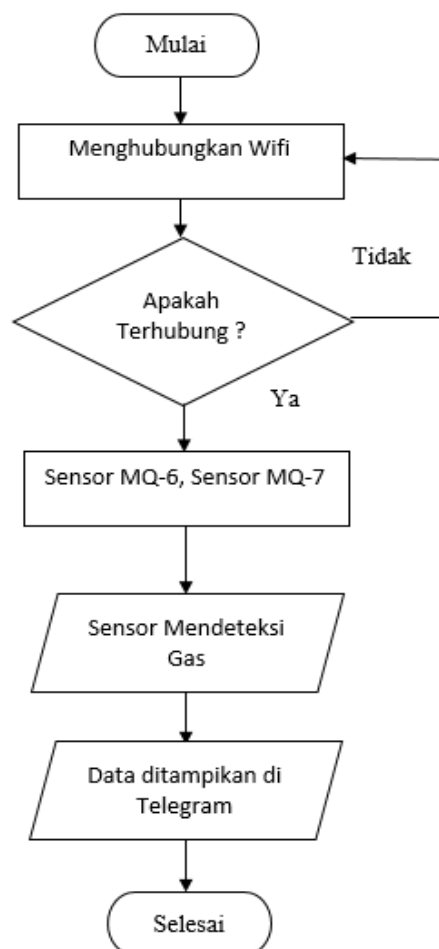 Mulai
Menghubungkan Wifi
Tidak
Apakah
Terhubung ?
Ya
Sensor MQ-6, Sensor MQ-7
Sensor Mendeteksi
Gas
Data ditampikan di
Telegram
Selesai